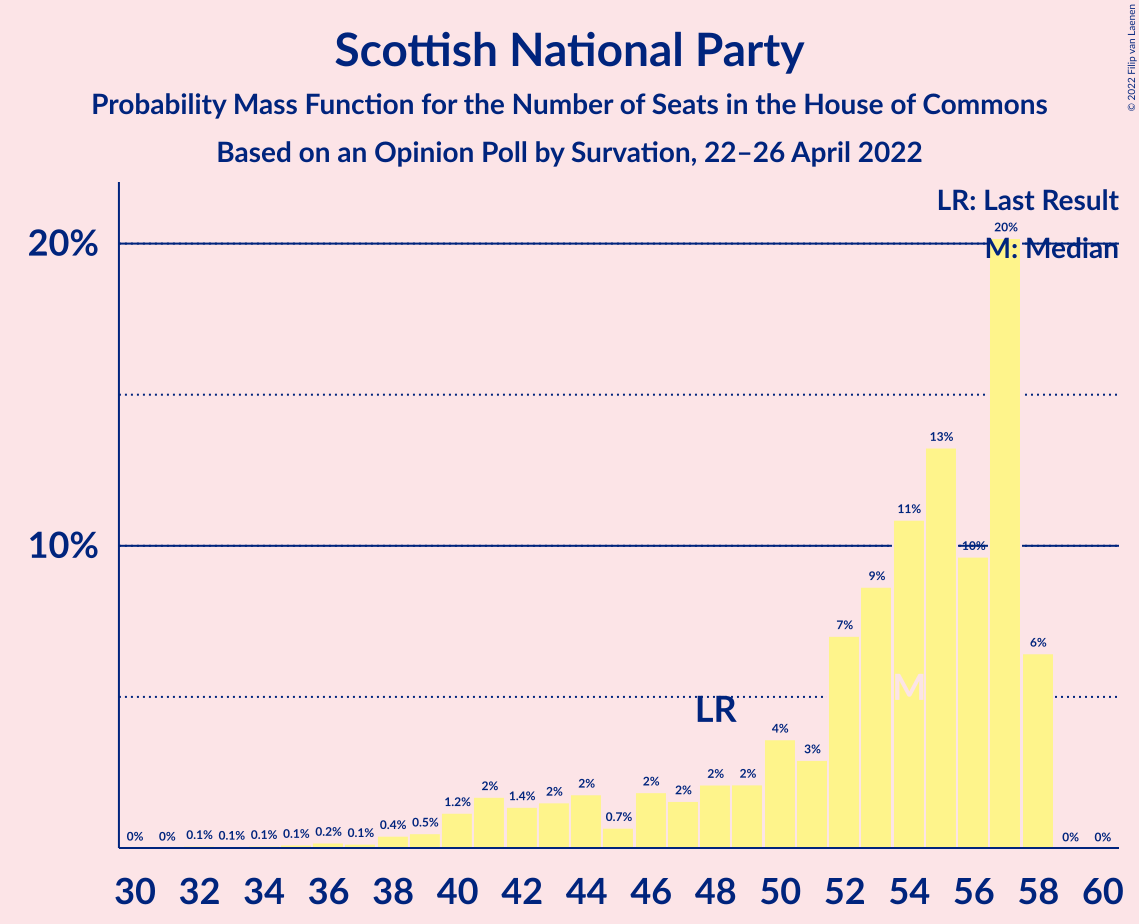 Scottish National Party
Probability Mass Function for the Number of Seats in the House of Commons
Based on an Opinion Poll by Survation, 22–26 April 2022
© 2022 Filip van Laenen
LR: Last Result
M: Median
20%
10%
0% 0% 0.1% 0.1% 0.1% 0.1% 0.2% 0.1% 0.4% 0.5% 1.2% 2% 1.4% 2% 2% 0.7% 2% 2% 2% 2% 4% 3% 7% 9% 11% 13% 10% 20% 6% 0% 0%
LR
M
30 32 34 36 38 40 42 44 46 48 50 52 54 56 58 60